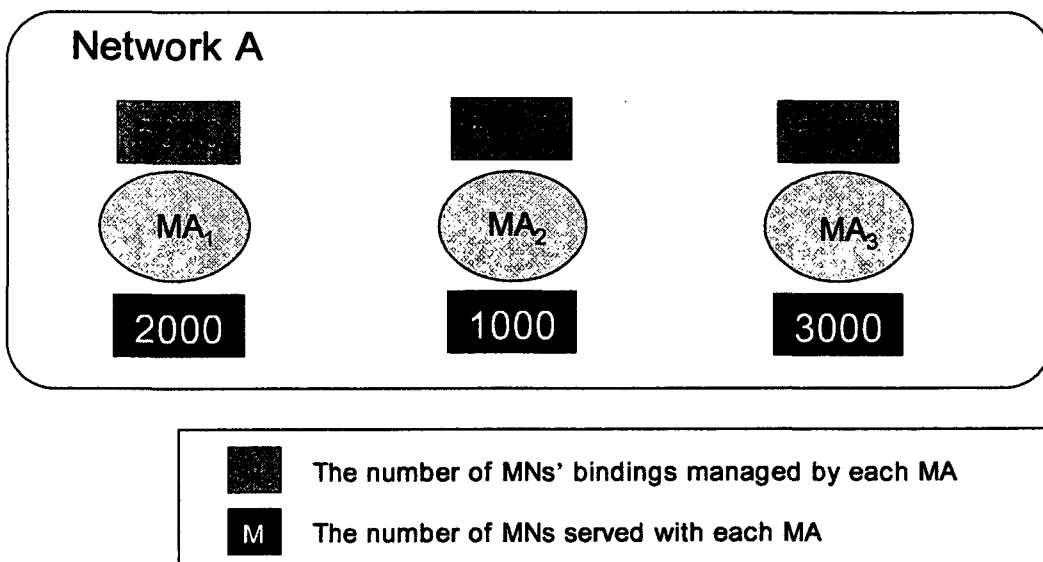 Network A
MA₁ MA₂ MA₃
2000 1000 3000
The number of MNs' bindings managed by each MA
M The number of MNs served with each MA